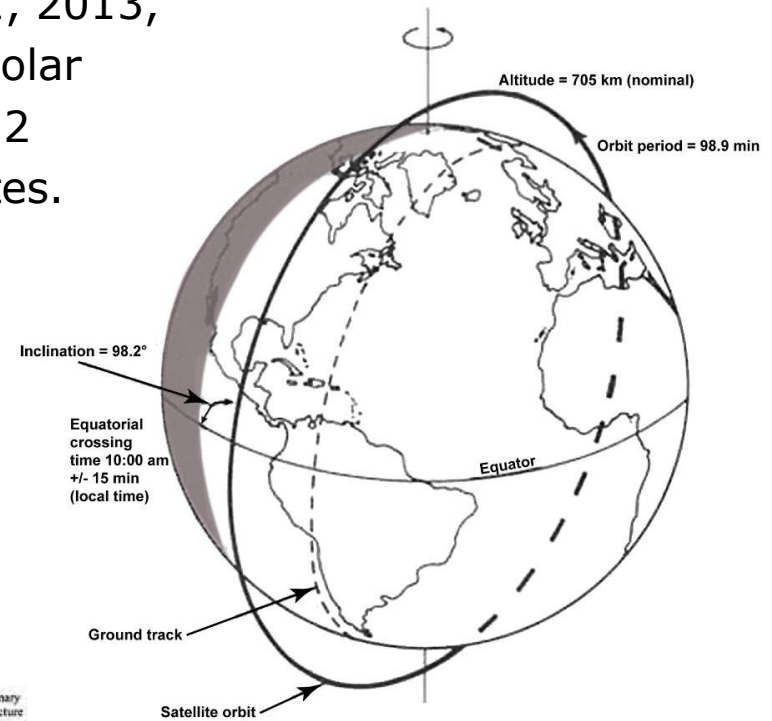 2013,
olar
2
es.
Altitude = 705 km (nominal)
Orbit period = 98.9 min
Inclination = 98.2°
Equatorial
crossing
time 10:00 am
+/- 15 min
(local time)
Equator
Ground track
Satellite orbit